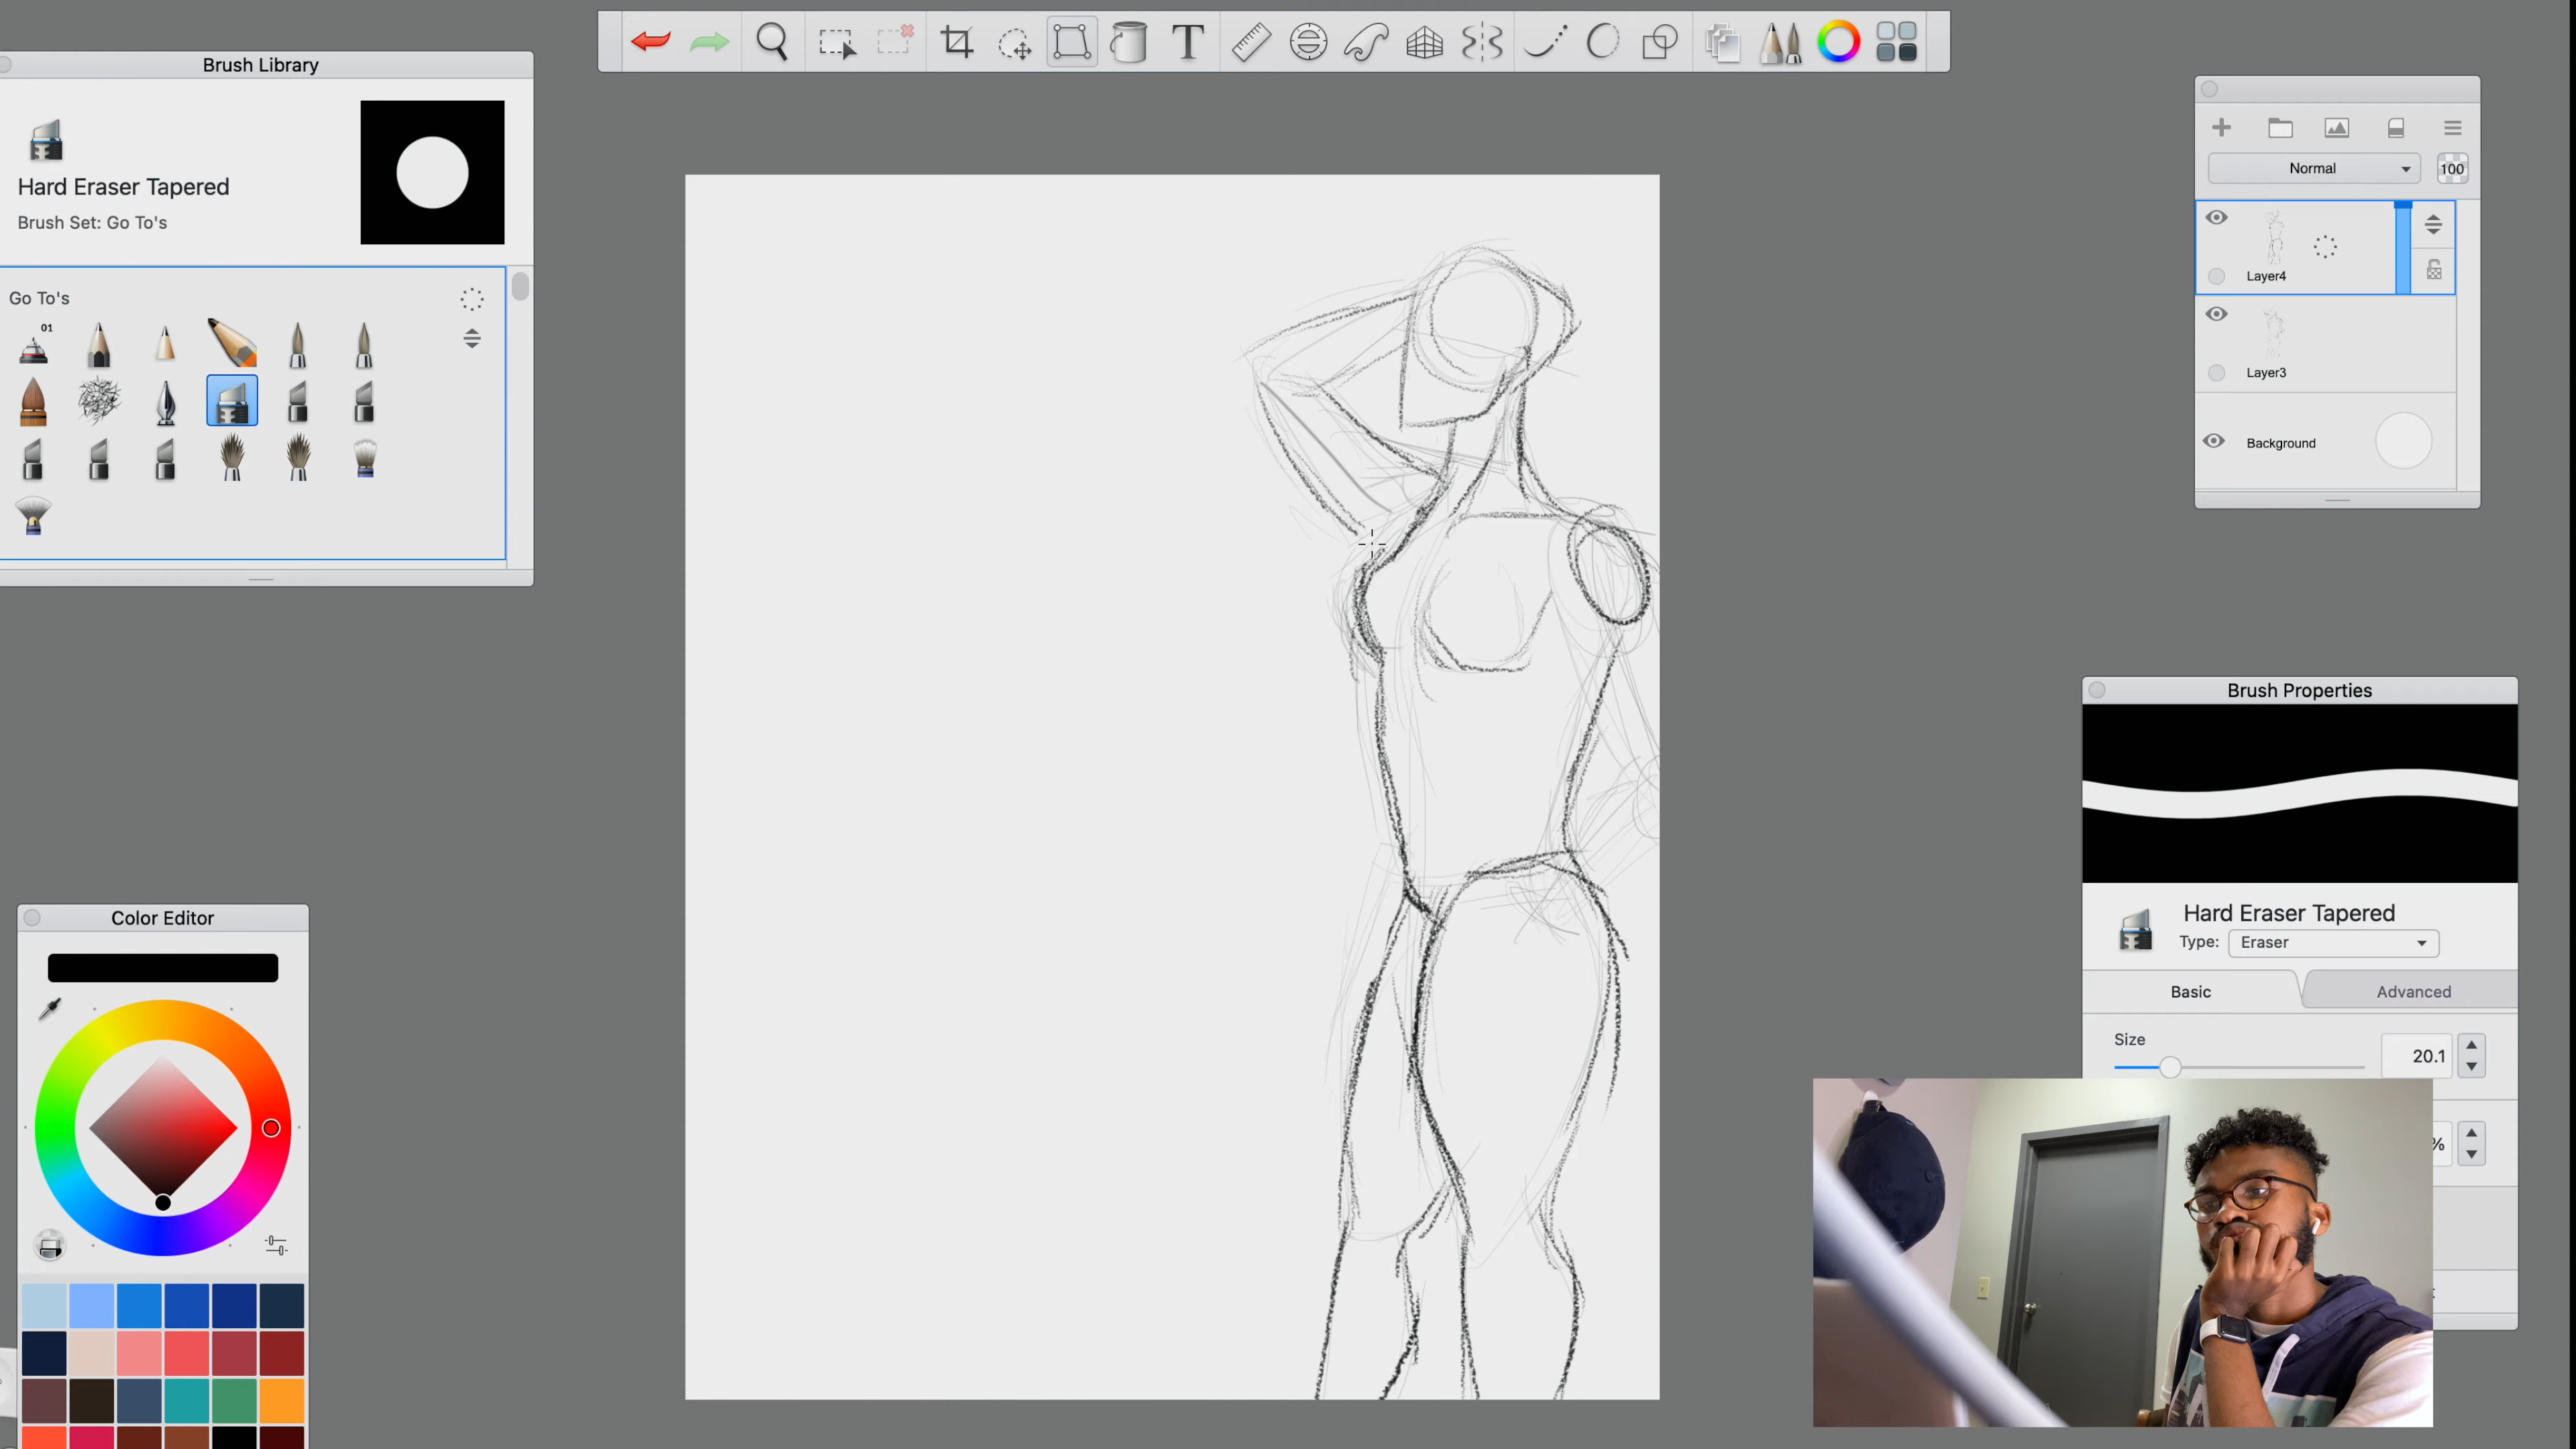 T
Brush Library
Hard Eraser Tapered
Brush Set: Go To's
Go To's
01
Normal
100
Layer4
Layer3
Background
Brush Properties
Hard Eraser Tapered
Type:
Eraser
Basic
Advanced
Size
20.1
%
Color Editor